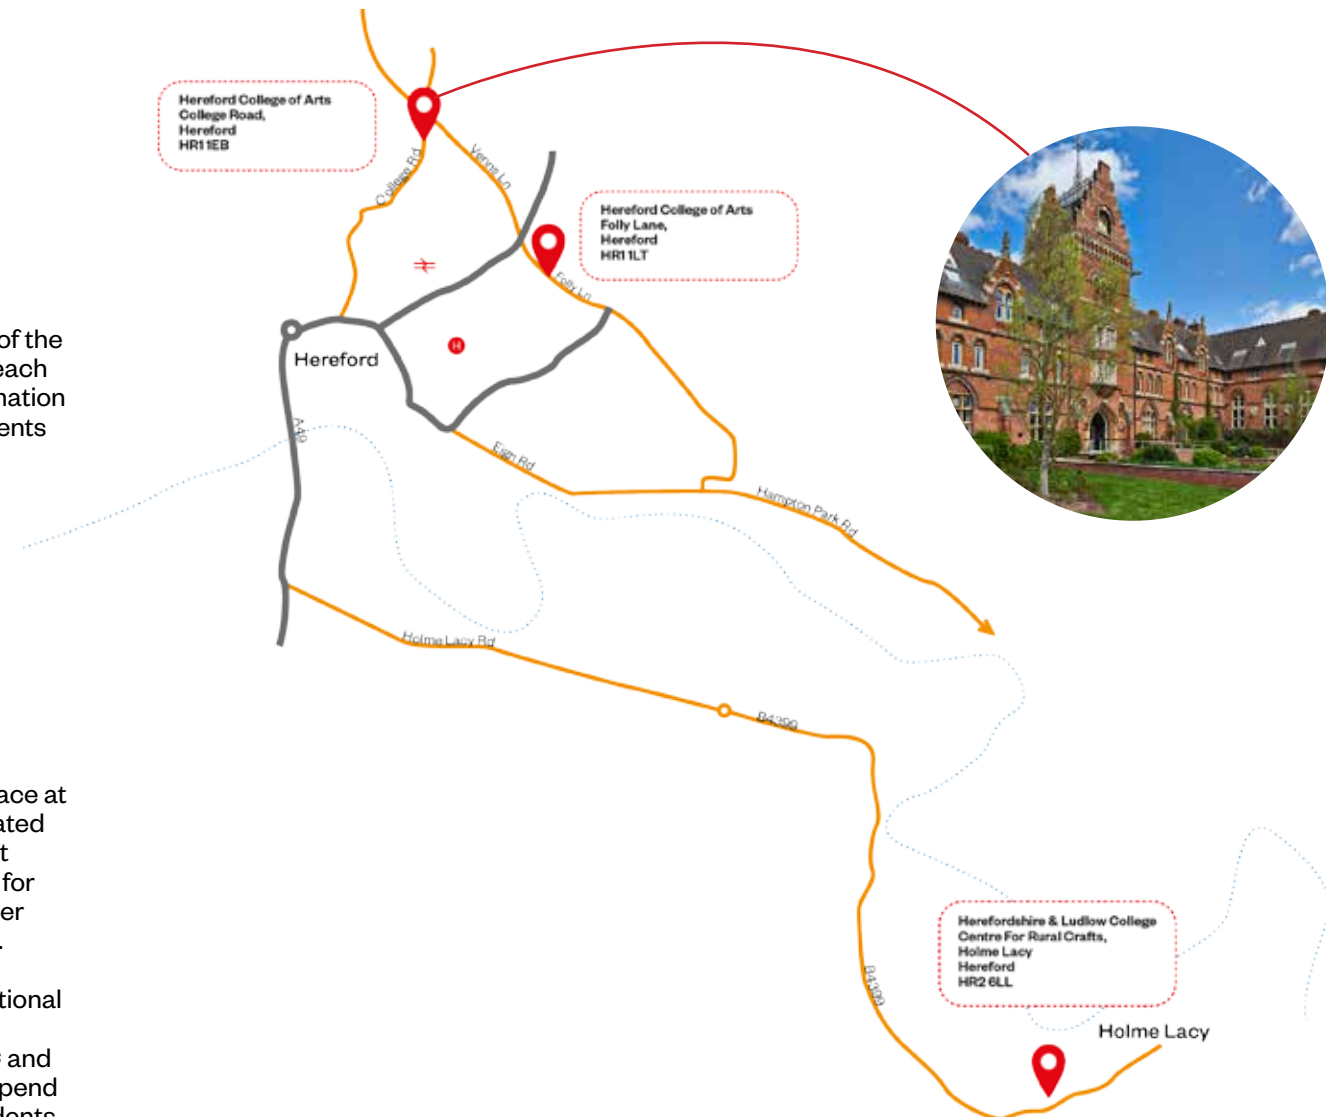 Hereford College of Arts
College Road,
Hereford
HR1 1EB
College Rd
Venns Ln
Hereford College of Arts
Folly Lane,
Hereford
HR1 1LT
Folly Ln
of the
each
mation
ents
H
Hereford
A49
Eign Rd
Hampton Park Rd
Holme Lacy Rd
B4399
ace at
ated
t
for
er
.
tional
and
pend
dents
Herefordshire & Ludlow College
Centre For Rural Crafts,
Holme Lacy
Hereford
HR2 6LL
B4399
Holme Lacy